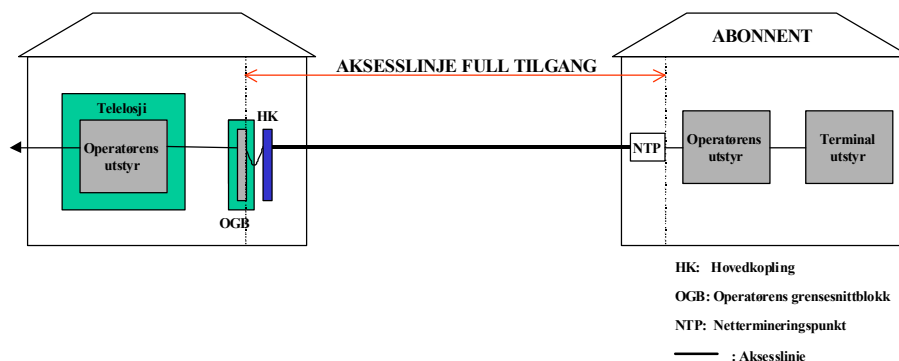 ABONNENT
AKSESSLINJE FULL TILGANG
Telelosji
HK
Operatørens
utstyr
OGB
NTP
Operatørens
utstyr
Terminal
utstyr
HK: Hovedkopling
OGB: Operatørens grensesnittblokk
NTP: Nettermineringspunkt
: Aksesslinje